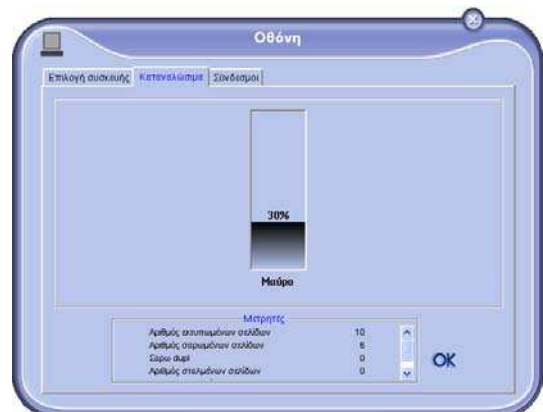 Οθόνη
Επιλογή συσκευής Καταναλώσιμα Σύνδεσμοι
30%
Μαύρο
Μετρητές
Αριθμός εκτυπωμένων σελίδων 10
Αριθμός σαρωμένων σελίδων 6
Σαρω dupl 0
Αριθμός σταλμένων σελίδων 0
OK